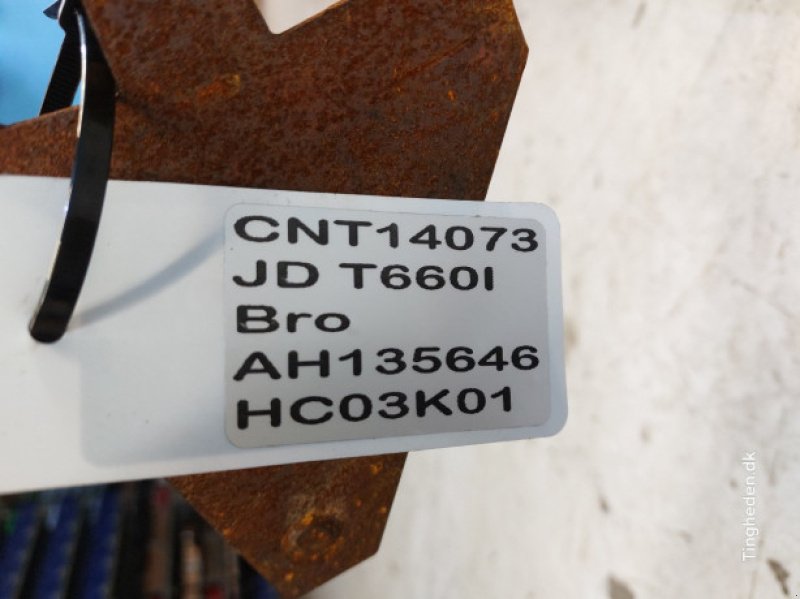 CNT14073
JD T660I
Bro
AH135646
HC03K01
Tingheden.dk